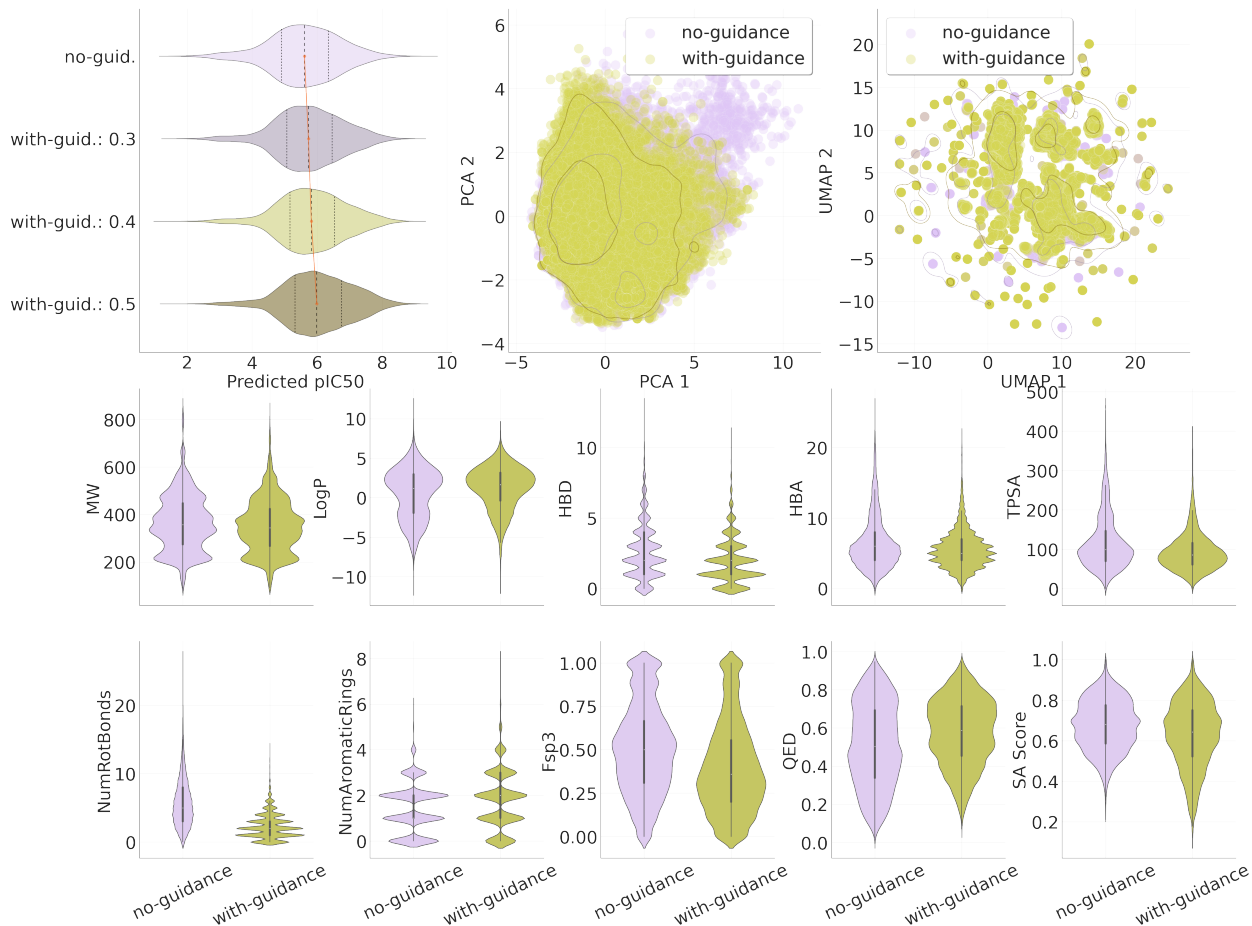 no-guid.
with-guid.: 0.3
with-guid.: 0.4
with-guid.: 0.5
2 4 6 8 10
Predicted pIC50
PCA 2
6
4
2
0
−2
−4
−5 0 5 10
PCA 1
no-guidance
with-guidance
UMAP 2
20
15
10
5
0
−5
−10
−15
−10 0 10 20
UMAP 1
no-guidance
with-guidance
MW
800
600
400
200
LogP
10
5
0
−5
−10
HBD
10
5
0
HBA
20
10
0
TPSA
500
400
300
200
100
0
NumRotBonds
20
10
0
no-guidance
with-guidance
NumAromaticRings
8
6
4
2
0
no-guidance
with-guidance
Fsp3
1.00
0.75
0.50
0.25
0.00
no-guidance
with-guidance
QED
1.0
0.8
0.6
0.4
0.2
0.0
no-guidance
with-guidance
SA Score
1.0
0.8
0.6
0.4
0.2
no-guidance
with-guidance